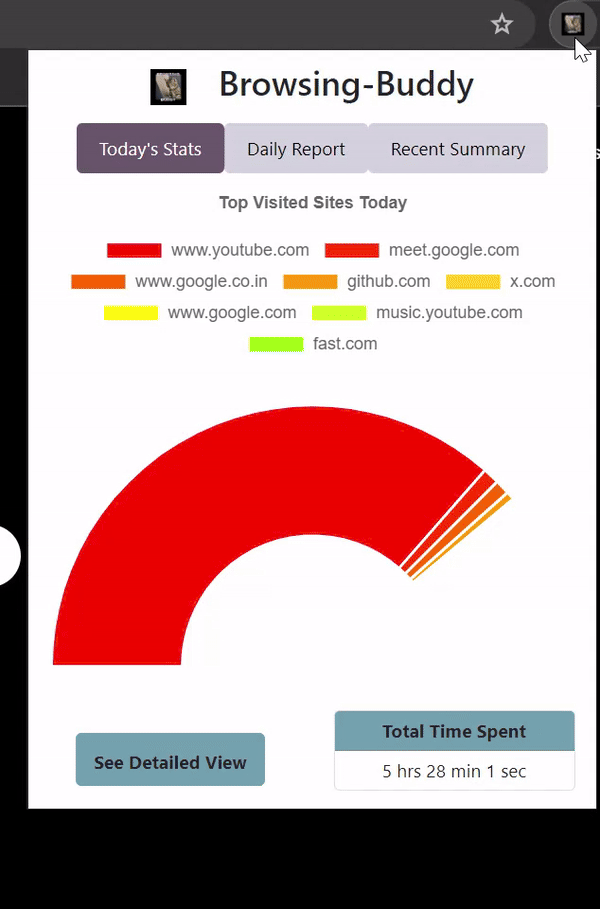 Browsing-Buddy
Today's Stats Daily Report Recent Summary
Top Visited Sites Today
www.youtube.com meet.google.com
www.google.co.in github.com x.com
www.google.com music.youtube.com
fast.com
See Detailed View
Total Time Spent
5 hrs 28 min 1 sec